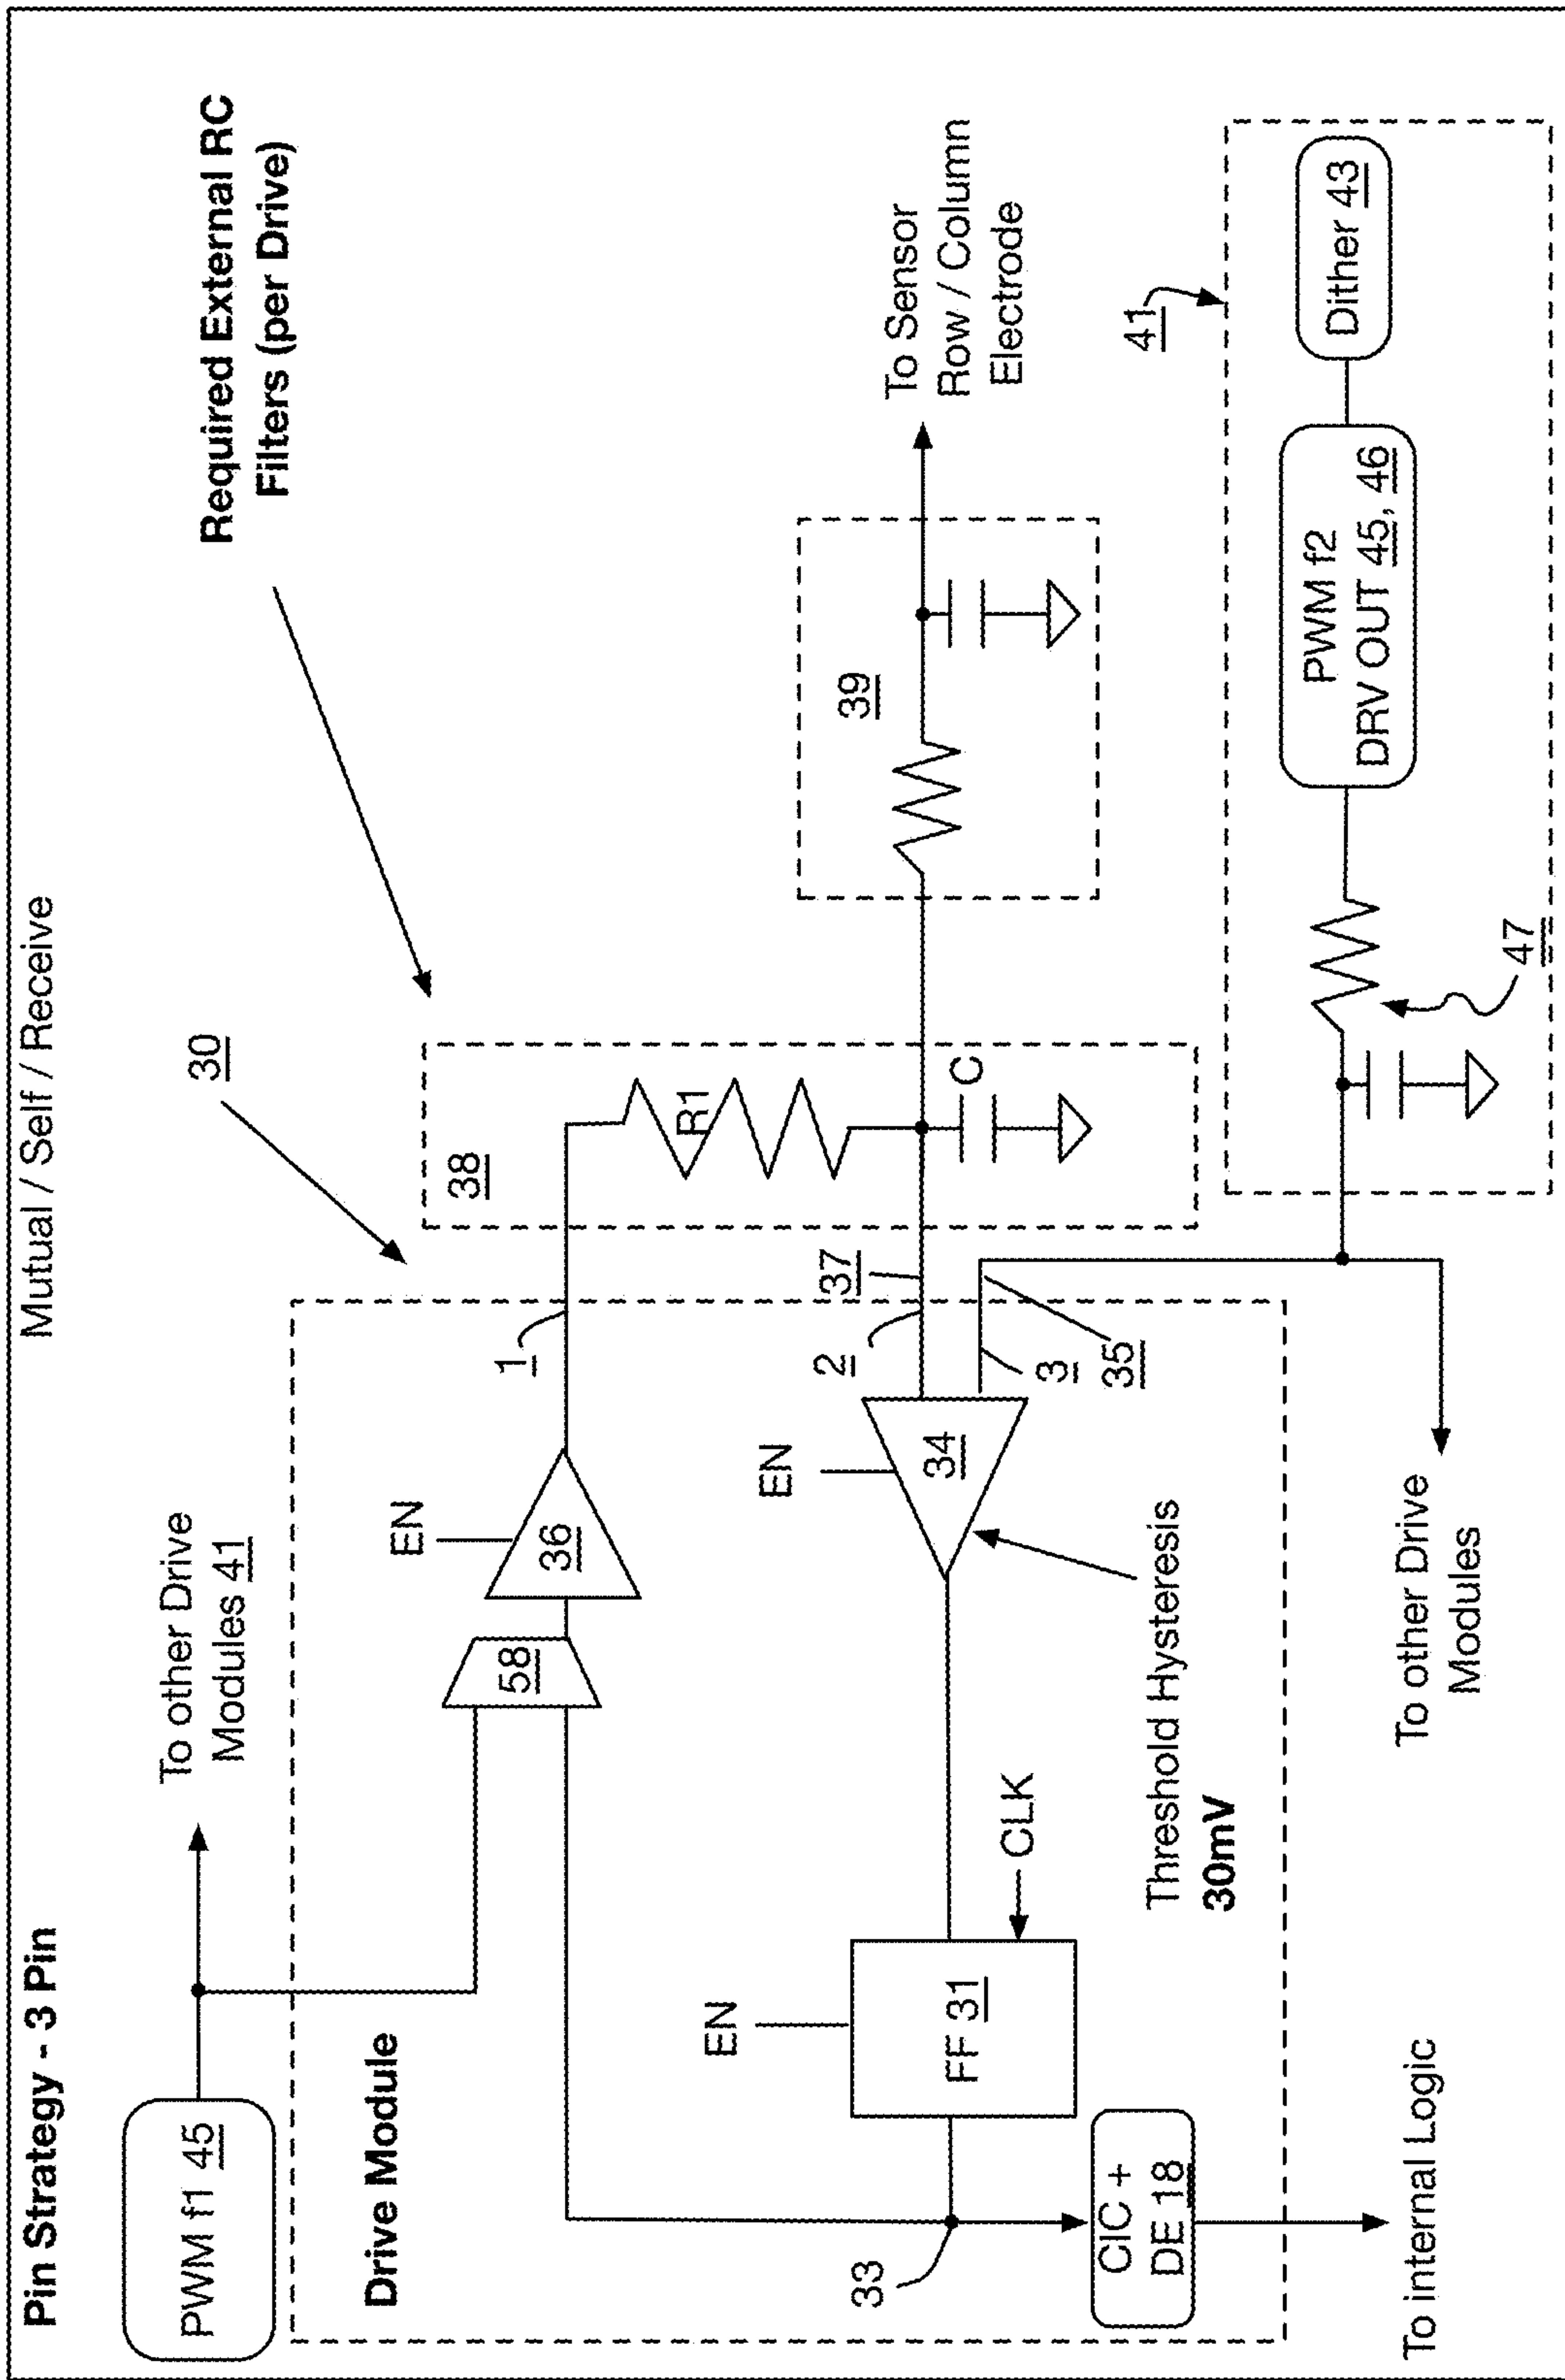 Pin Strategy - 3 Pin
Mutual / Self / Receive
PWM f1 45
To other Drive
Modules 41
30
Required External RC
Filters (per Drive)
Drive Module
58
EN
36
1
38
R1
C
37
2
3
35
EN
34
39
To Sensor
Row / Column
Electrode
EN
FF 31
CLK
Threshold Hysteresis
30mV
33
CIC +
DE 18
To internal Logic
To other Drive
Modules
41
47
PWM f2
DRV OUT 45, 46
Dither 43